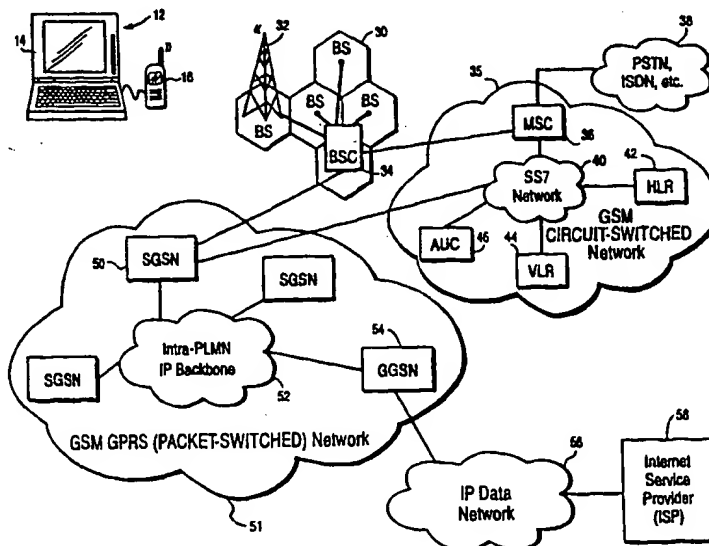 12
14
16
32
30
BS
BS
BS
BS
BSC
34
38
PSTN,
ISDN, etc.
35
MSC
36
40
SS7
Network
42
HLR
GSM
CIRCUIT-SWITCHED
Network
AUC
46
44
VLR
50
SGSN
SGSN
SGSN
Intra-PLMN
IP Backbone
52
54
GGSN
GSM GPRS (PACKET-SWITCHED) Network
51
56
IP Data
Network
58
Internet
Service
Provider
(ISP)